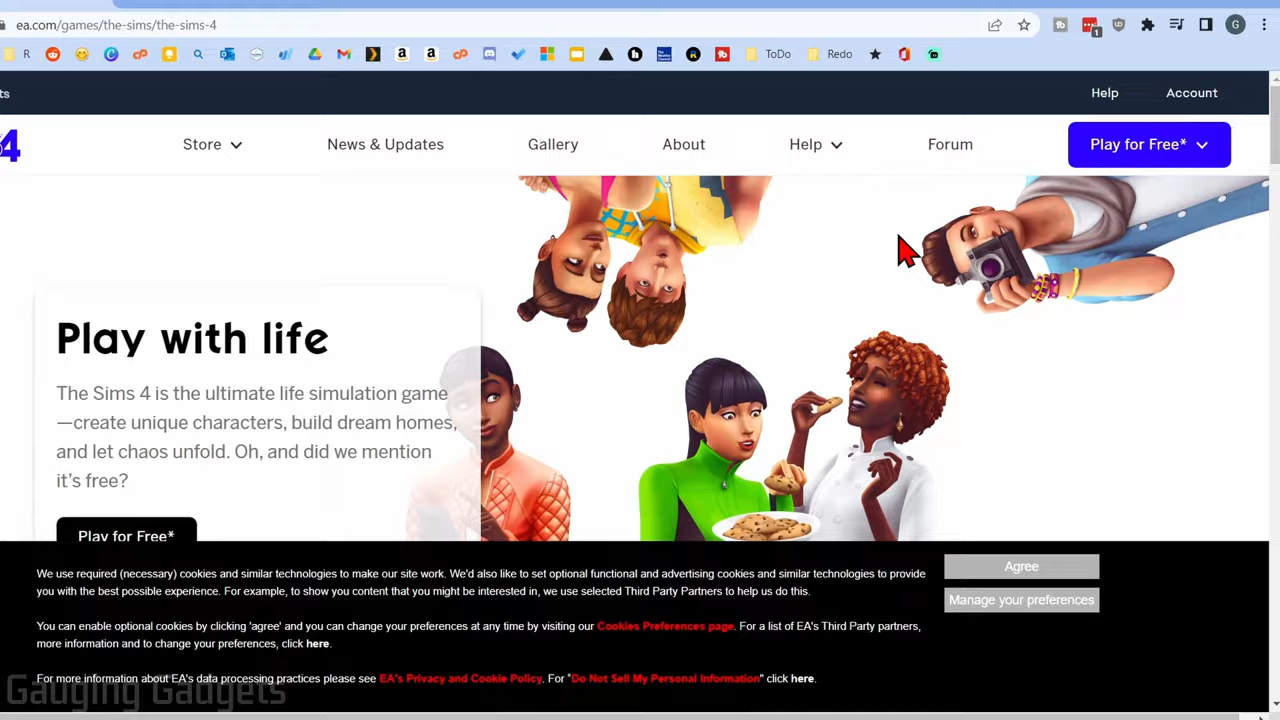 ea.com/games/the-sims/the-sims-4
R
ToDo
Redo
ts
Help
Account
4
Store
News & Updates
Gallery
About
Help
Forum
Play for Free*
Play with life
The Sims 4 is the ultimate life simulation game
—create unique characters, build dream homes,
and let chaos unfold. Oh, and did we mention
it's free?
Play for Free*
We use required (necessary) cookies and similar technologies to make our site work. We'd also like to set optional functional and advertising cookies and similar technologies to provide
you with the best possible experience. For example, to show you content that you might be interested in, we use selected Third Party Partners to help us do this.
You can enable optional cookies by clicking 'agree' and you can change your preferences at any time by visiting our Cookies Preferences page. For a list of EA's Third Party partners,
more information and to change your preferences, click here.
For more information about EA's data processing practices please see EA's Privacy and Cookie Policy. For "Do Not Sell My Personal Information" click here.
Agree
Manage your preferences
Gauging Gadgets